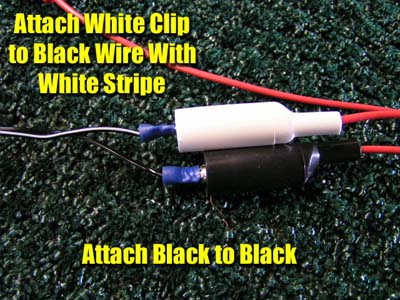 Attach White Clip
to Black Wire With
White Stripe
Attach Black to Black